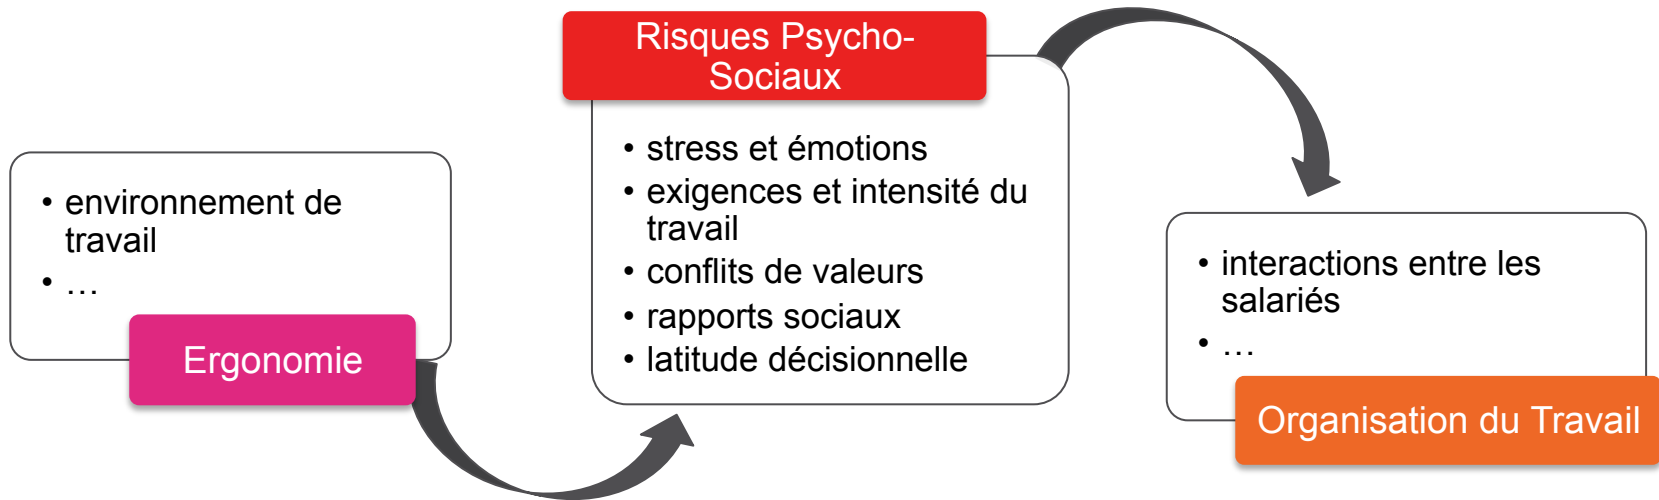 • environnement de
travail
• …
Ergonomie
Risques Psycho-
Sociaux
• stress et émotions
• exigences et intensité du
travail
• conflits de valeurs
• rapports sociaux
• latitude décisionnelle
• interactions entre les
salariés
• …
Organisation du Travail